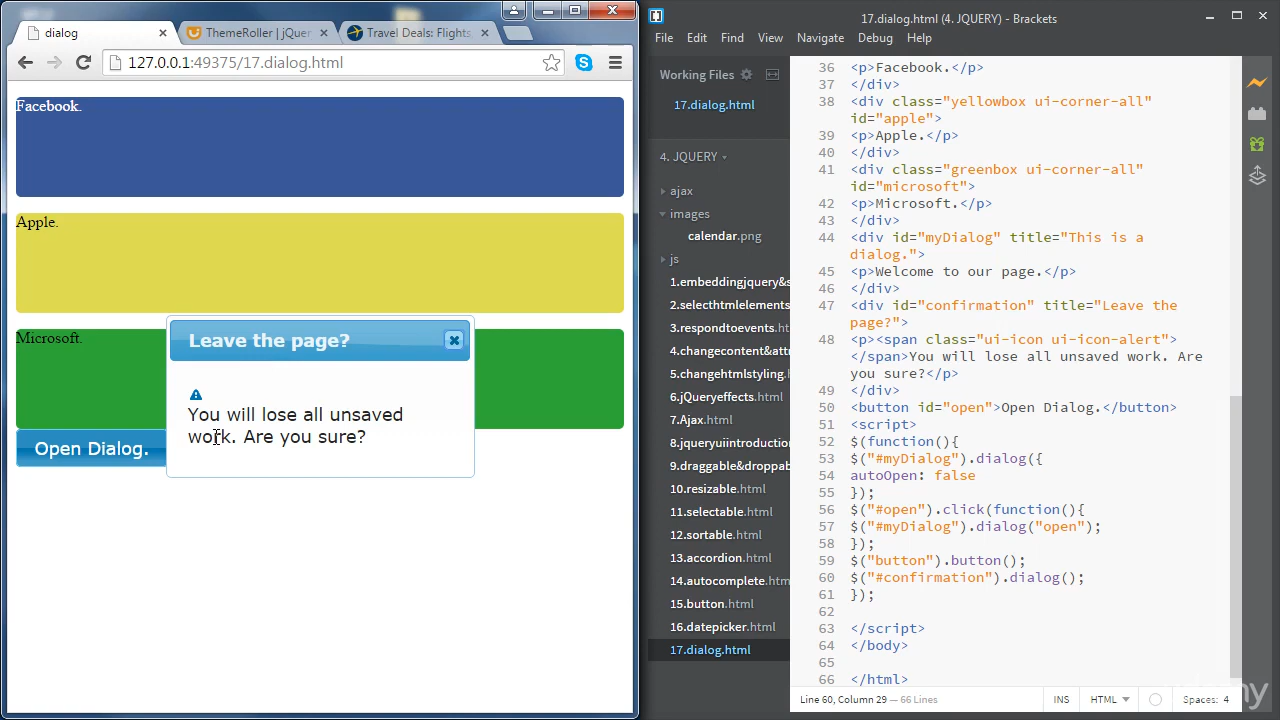 dialog
ThemeRoller | jQuer
Travel Deals: Flights,
127.0.0.1:49375/17.dialog.html
Facebook.
Apple.
Microsoft.
Leave the page?
You will lose all unsaved
work. Are you sure?
Open Dialog.
17.dialog.html (4. JQUERY) - Brackets
File Edit Find View Navigate Debug Help
Working Files
17.dialog.html
4. JQUERY
ajax
images
calendar.png
js
1.embeddingjquery&s
2.selecthtmlelements
3.respondtoevents.ht
4.changecontent&attr
5.changehtmlstyling.
6.jQueryeffects.html
7.Ajax.html
8.jqueryuiintroduction
9.draggable&droppab
10.resizable.html
11.selectable.html
12.sortable.html
13.accordion.html
14.autocomplete.htm
15.button.html
16.datepicker.html
17.dialog.html
36 <p>Facebook.</p>
37 </div>
38 <div class="yellowbox ui-corner-all"
id="apple">
39 <p>Apple.</p>
40 </div>
41 <div class="greenbox ui-corner-all"
id="microsoft">
42 <p>Microsoft.</p>
43 </div>
44 <div id="myDialog" title="This is a
dialog.">
45 <p>Welcome to our page.</p>
46 </div>
47 <div id="confirmation" title="Leave the
page?">
48 <p><span class="ui-icon ui-icon-alert">
</span>You will lose all unsaved work. Are
you sure?</p>
49 </div>
50 <button id="open">Open Dialog.</button>
51 <script>
52 $(function(){
53 $("#myDialog").dialog({
54 autoOpen: false
55 });
56 $("#open").click(function(){
57 $("#myDialog").dialog("open");
58 });
59 $("button").button();
60 $("#confirmation").dialog();
61 });
62
63 </script>
64 </body>
65
66 </html>
Line 60, Column 29 — 66 Lines
INS
HTML
Spaces: 4